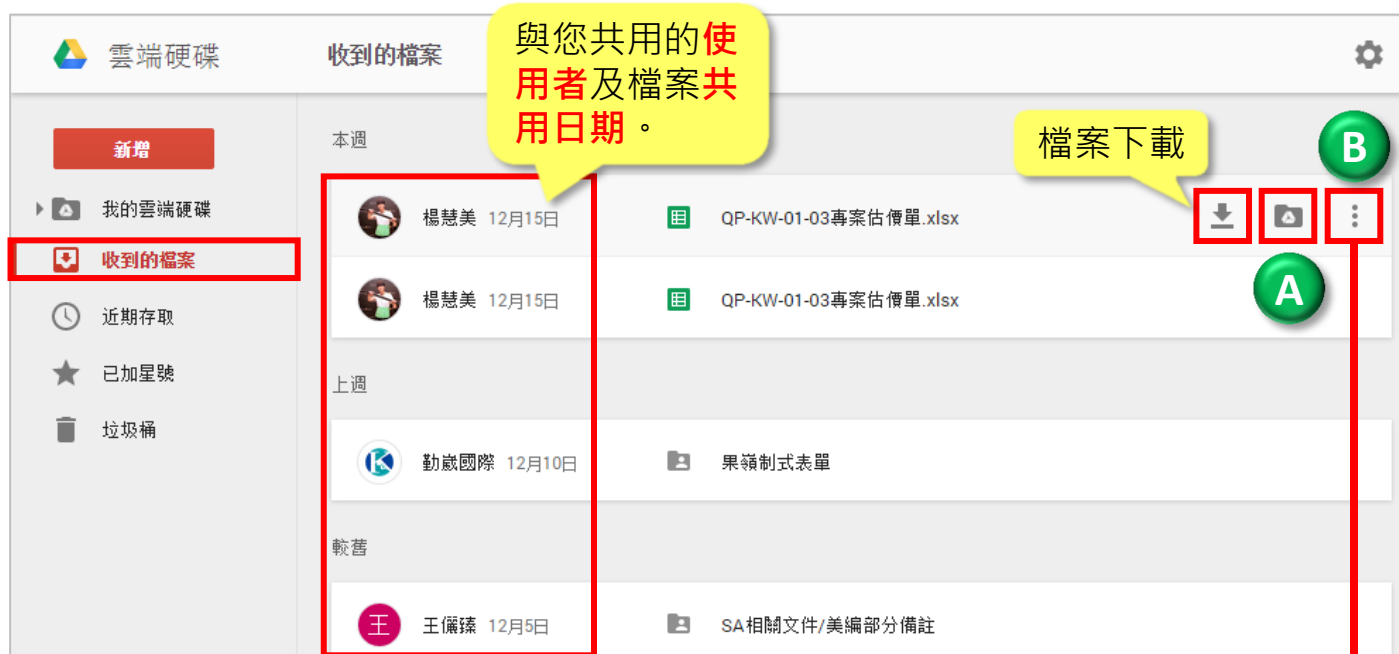 雲端硬碟
收到的檔案
與您共用的使
用者及檔案共
用日期。
新增
我的雲端硬碟
收到的檔案
近期存取
已加星號
垃圾桶
本週
檔案下載
B
楊慧美 12月15日 QP-KW-01-03專案估價單.xlsx
A
楊慧美 12月15日 QP-KW-01-03專案估價單.xlsx
上週
勤崴國際 12月10日 果嶺制式表單
較舊
王 王儷臻 12月5日 SA相關文件/美編部分備註